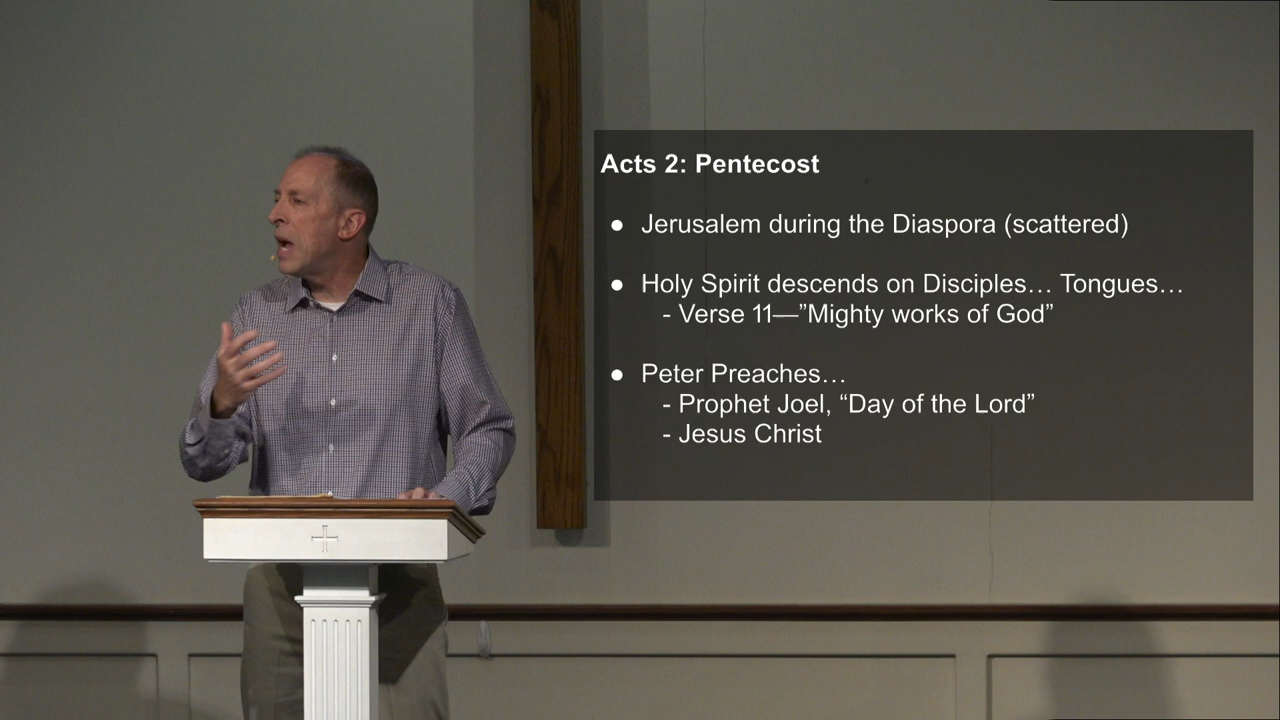 Acts 2: Pentecost
● Jerusalem during the Diaspora (scattered)
● Holy Spirit descends on Disciples… Tongues…
- Verse 11—”Mighty works of God”
● Peter Preaches…
- Prophet Joel, “Day of the Lord”
- Jesus Christ